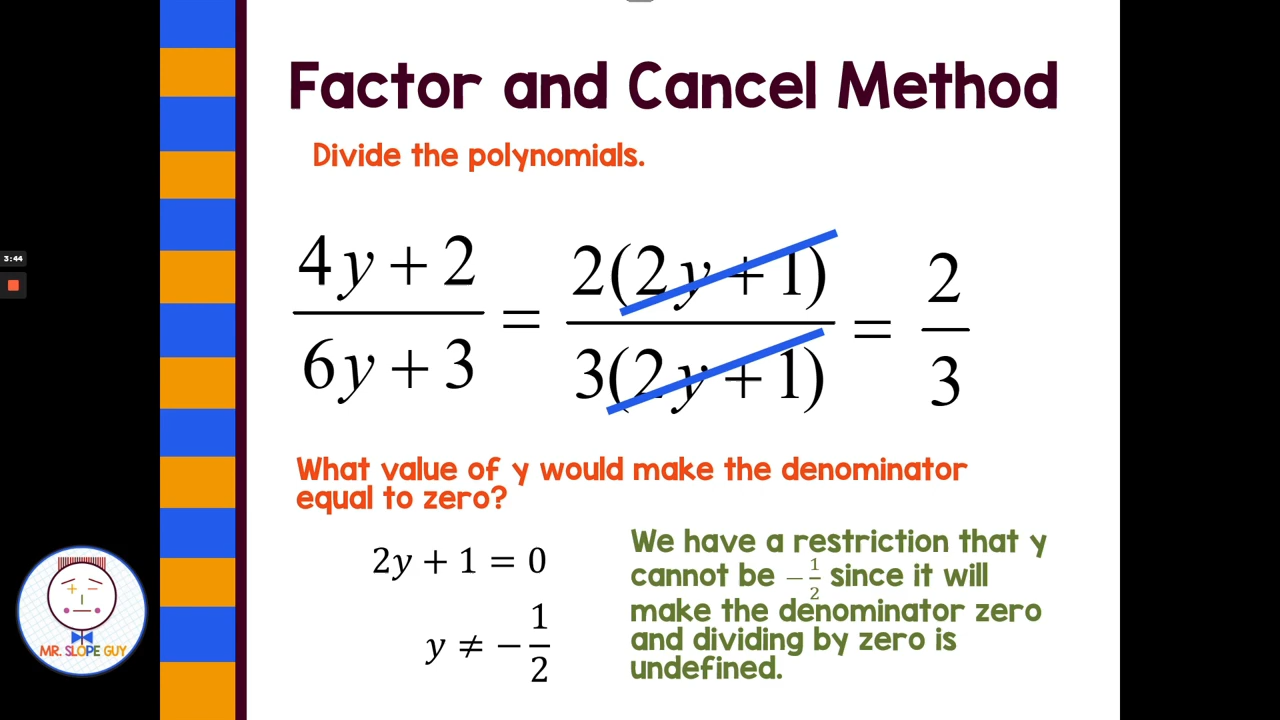 Factor and Cancel Method
Divide the polynomials.
4y + 2 / 6y + 3 = 2(2y + 1) / 3(2y + 1) = 2 / 3
3:44
What value of y would make the denominator
equal to zero?
2y + 1 = 0
y ≠ − 1/2
We have a restriction that y
cannot be − 1/2 since it will
make the denominator zero
and dividing by zero is
undefined.
MR. SLOPE GUY